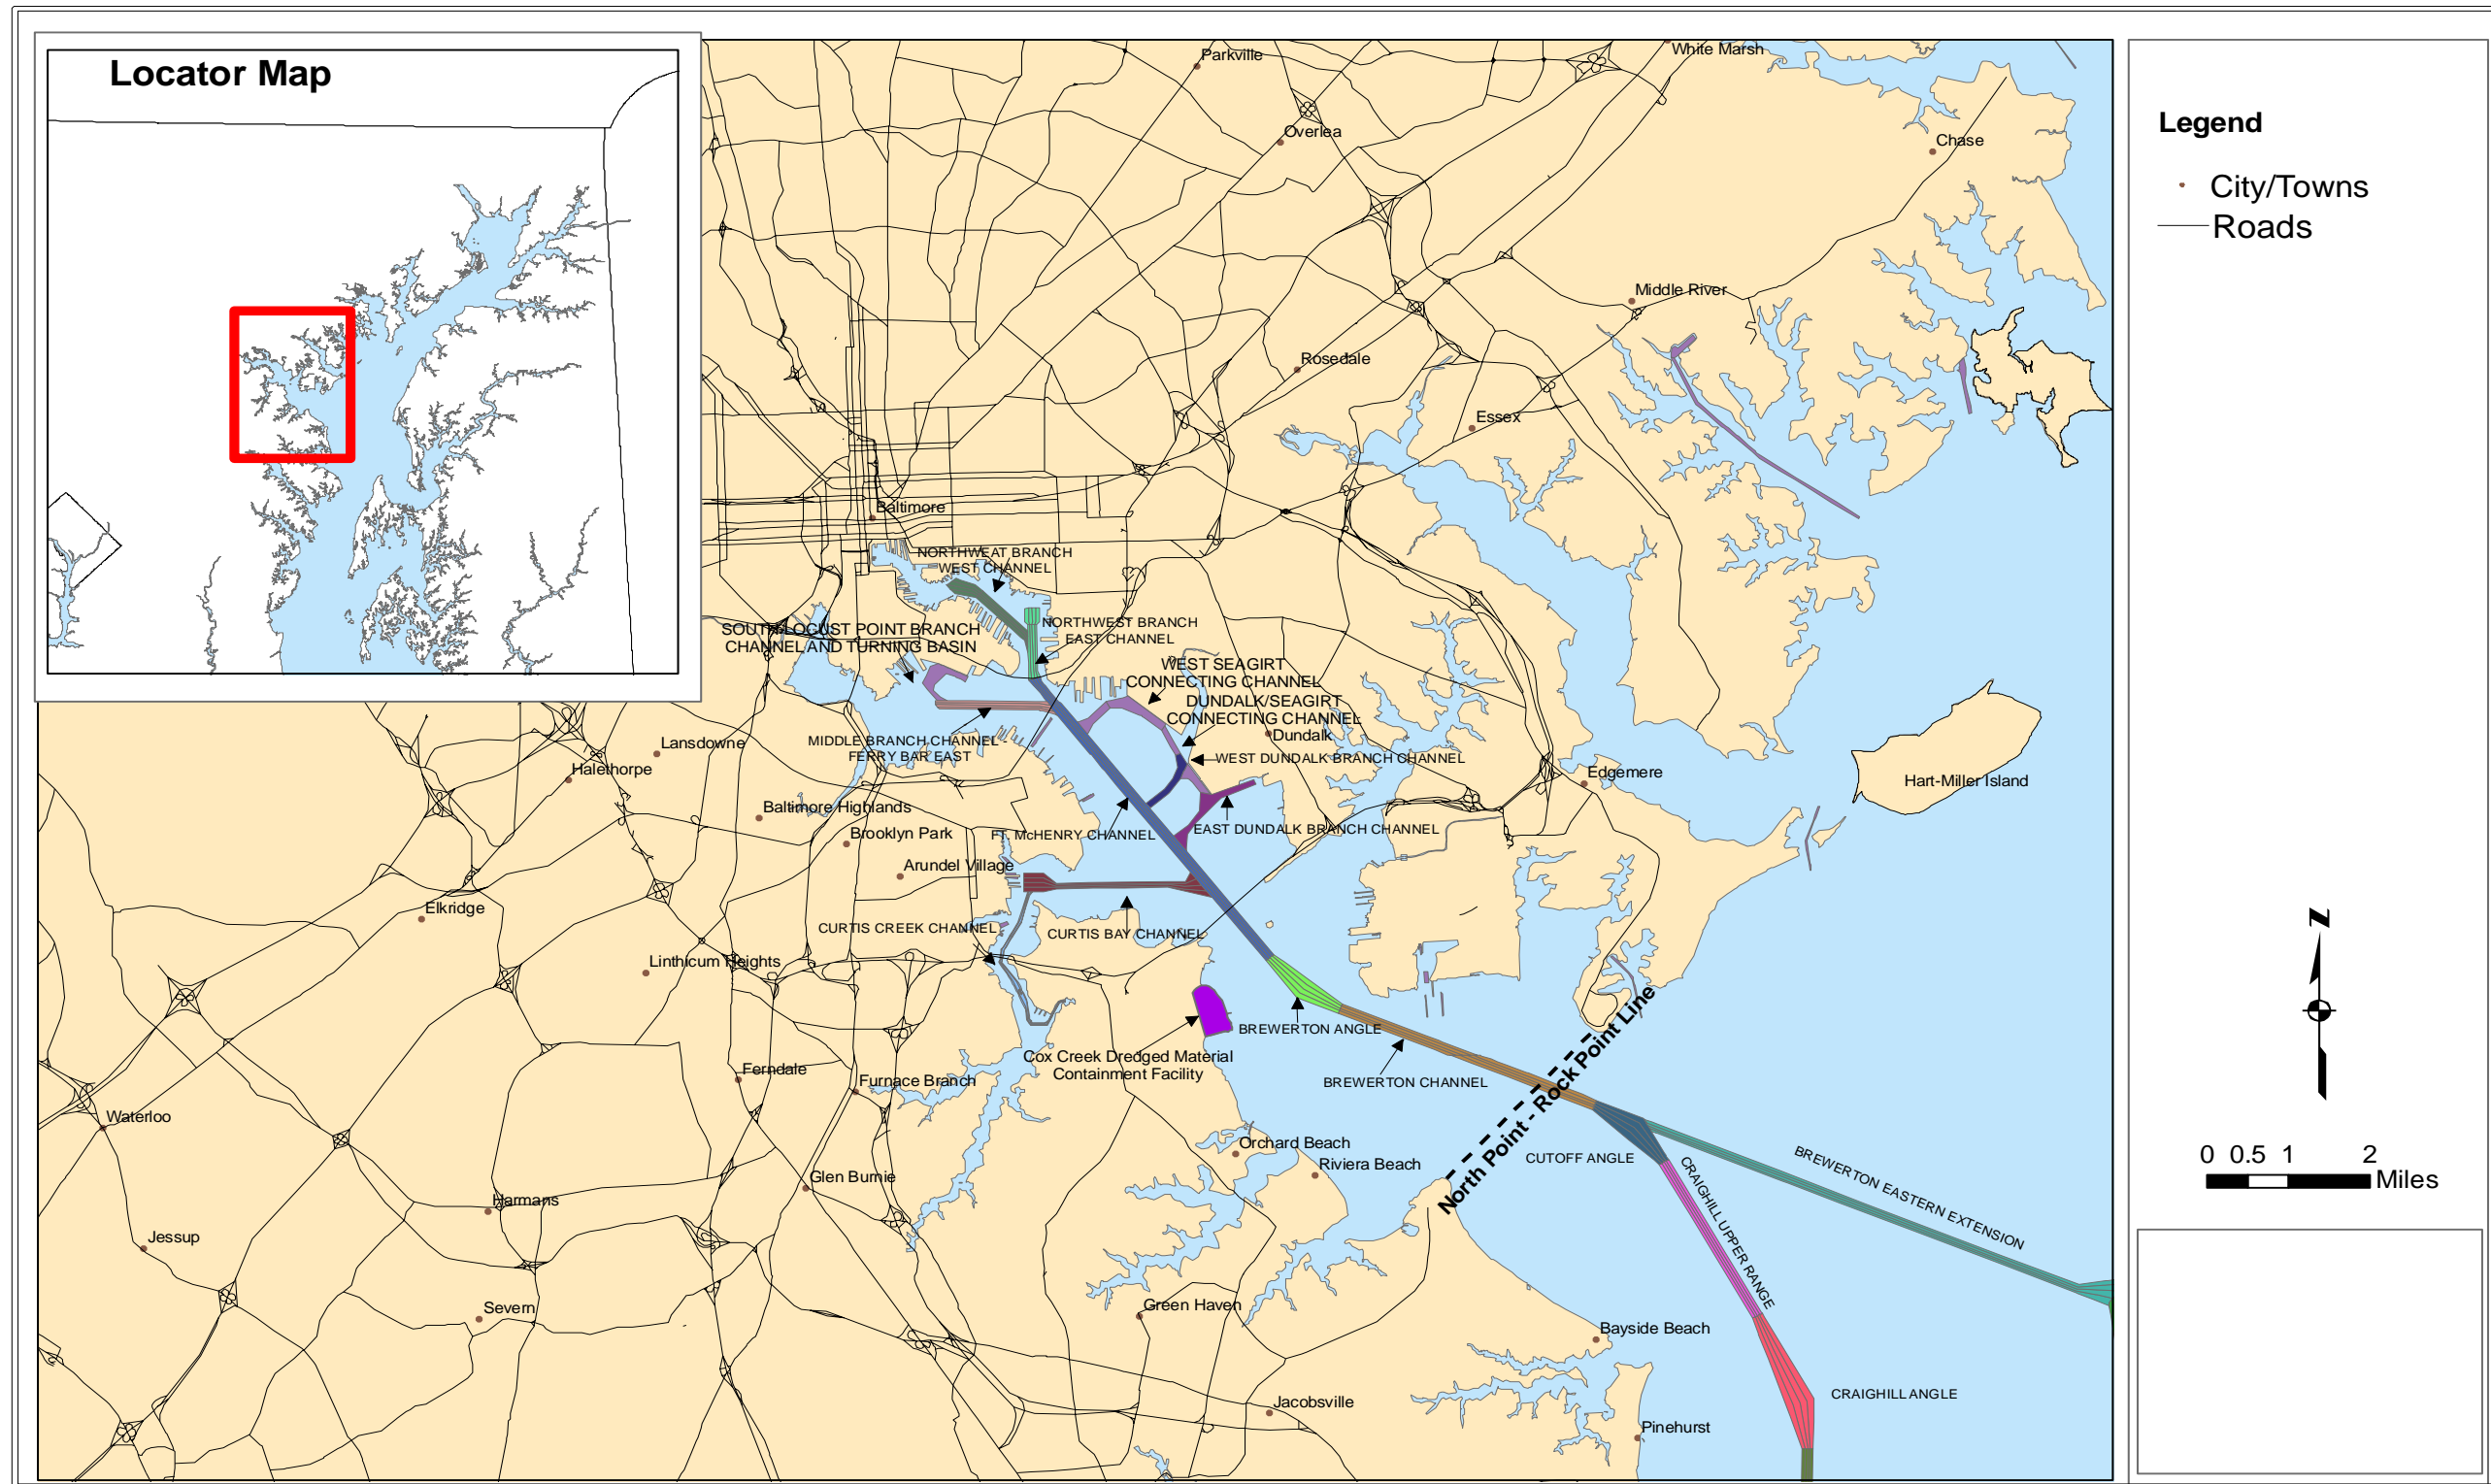 Locator Map
Legend
City/Towns
Roads
Parkville
White Marsh
Overlea
Chase
Middle River
Rosedale
Essex
Baltimore
NORTHWEAT BRANCH
WEST CHANNEL
NORTHWEST BRANCH
EAST CHANNEL
SOUTH LOCUST POINT BRANCH
CHANNEL AND TURNING BASIN
WEST SEAGIRT
CONNECTING CHANNEL
DUNDALK/SEAGIRT
CONNECTING CHANNEL
Dundalk
MIDDLE BRANCH CHANNEL -
FERRY BAR EAST
WEST DUNDALK BRANCH CHANNEL
Lansdowne
Halethorpe
Edgemere
Hart-Miller Island
Baltimore Highlands
Brooklyn Park
FT. McHENRY CHANNEL
EAST DUNDALK BRANCH CHANNEL
Arundel Village
Elkridge
CURTIS CREEK CHANNEL
CURTIS BAY CHANNEL
N
Linthicum Heights
BREWERTON ANGLE
North Point - Rock Point Line
Cox Creek Dredged Material
Containment Facility
BREWERTON CHANNEL
Ferndale
Furnace Branch
Waterloo
Orchard Beach
Riviera Beach
CUTOFF ANGLE
CRAIGHILL UPPER RANGE
BREWERTON EASTERN EXTENSION
0 0.5 1 2
Miles
Glen Burnie
Harmans
Jessup
Severn
Green Haven
Bayside Beach
CRAIGHILL ANGLE
Jacobsville
Pinehurst